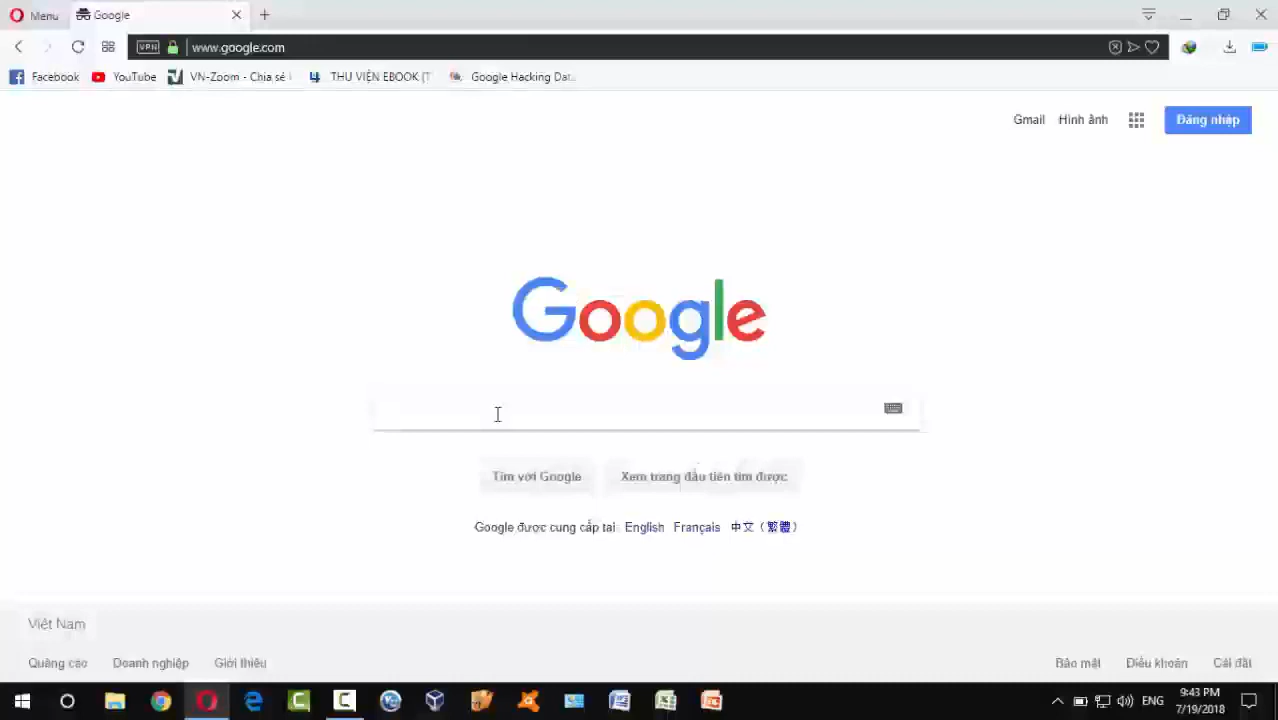 Menu
Google
VPN
www.google.com
Facebook
YouTube
VN-Zoom - Chia sẻ
THƯ VIỆN EBOOK (T
Google Hacking Data
Gmail
Hình ảnh
Đăng nhập
Google
Tìm với Google
Xem trang đầu tiên tìm được
Google được cung cấp tại: English Français 中文（繁體）
Việt Nam
Quảng cáo
Doanh nghiệp
Giới thiệu
Bảo mật
Điều khoản
Cài đặt
ENG
9:43 PM
7/19/2018